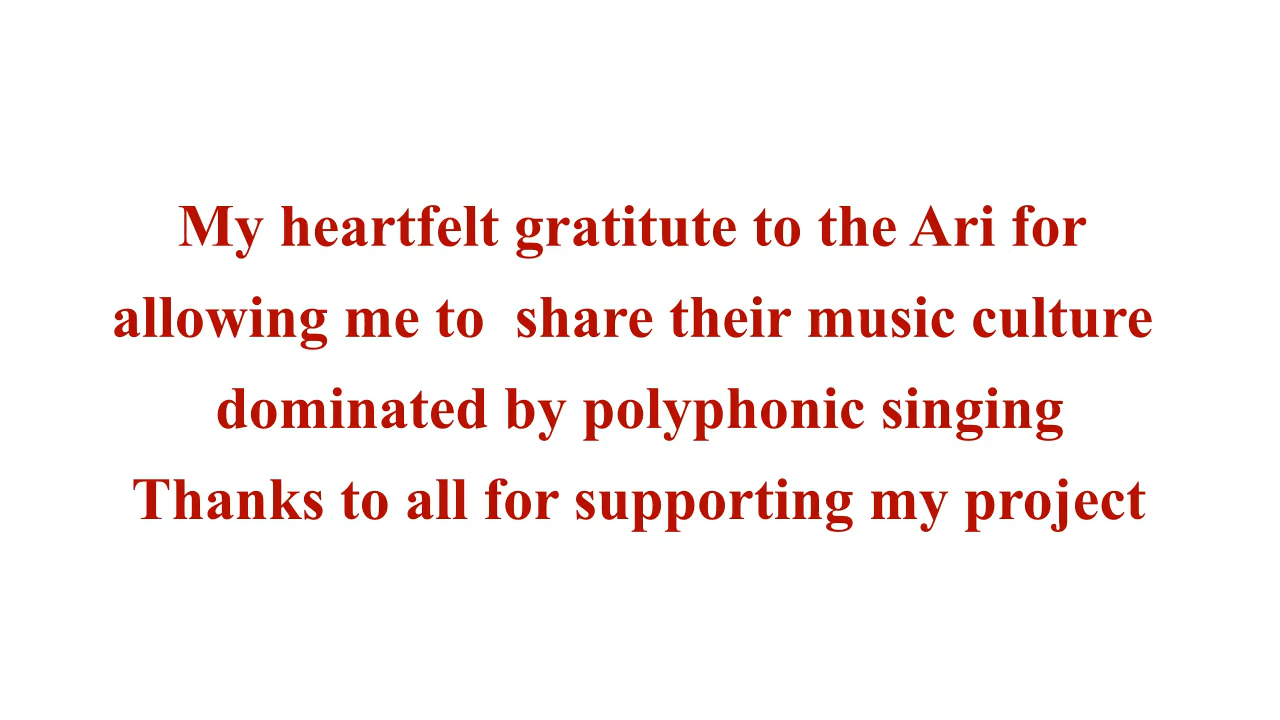 My heartfelt gratitute to the Ari for
allowing me to  share their music culture
dominated by polyphonic singing
Thanks to all for supporting my project